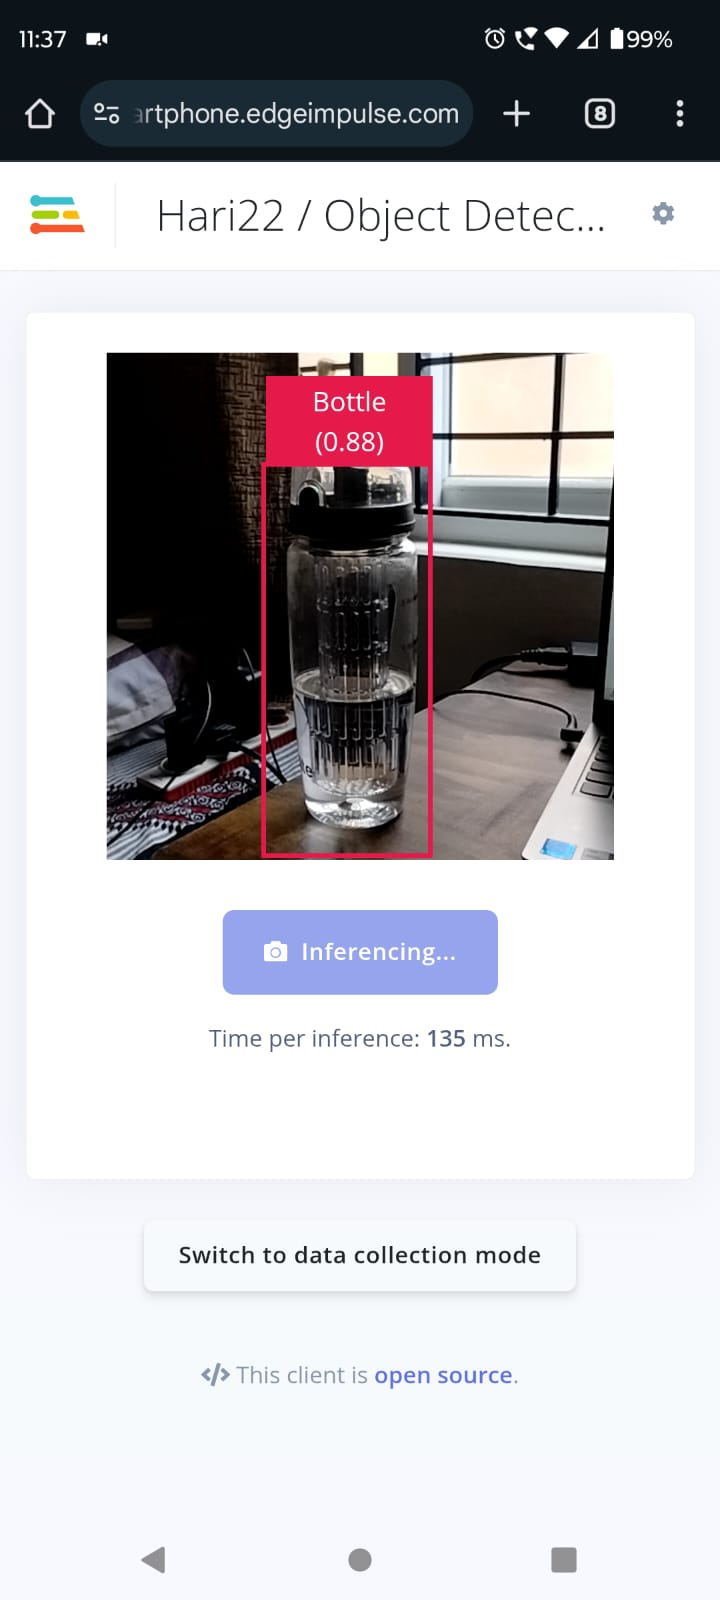 11:37
99%
artphone.edgeimpulse.com
8
Hari22 / Object Detec...
Bottle
(0.88)
Inferencing...
Time per inference: 135 ms.
Switch to data collection mode
</> This client is open source.